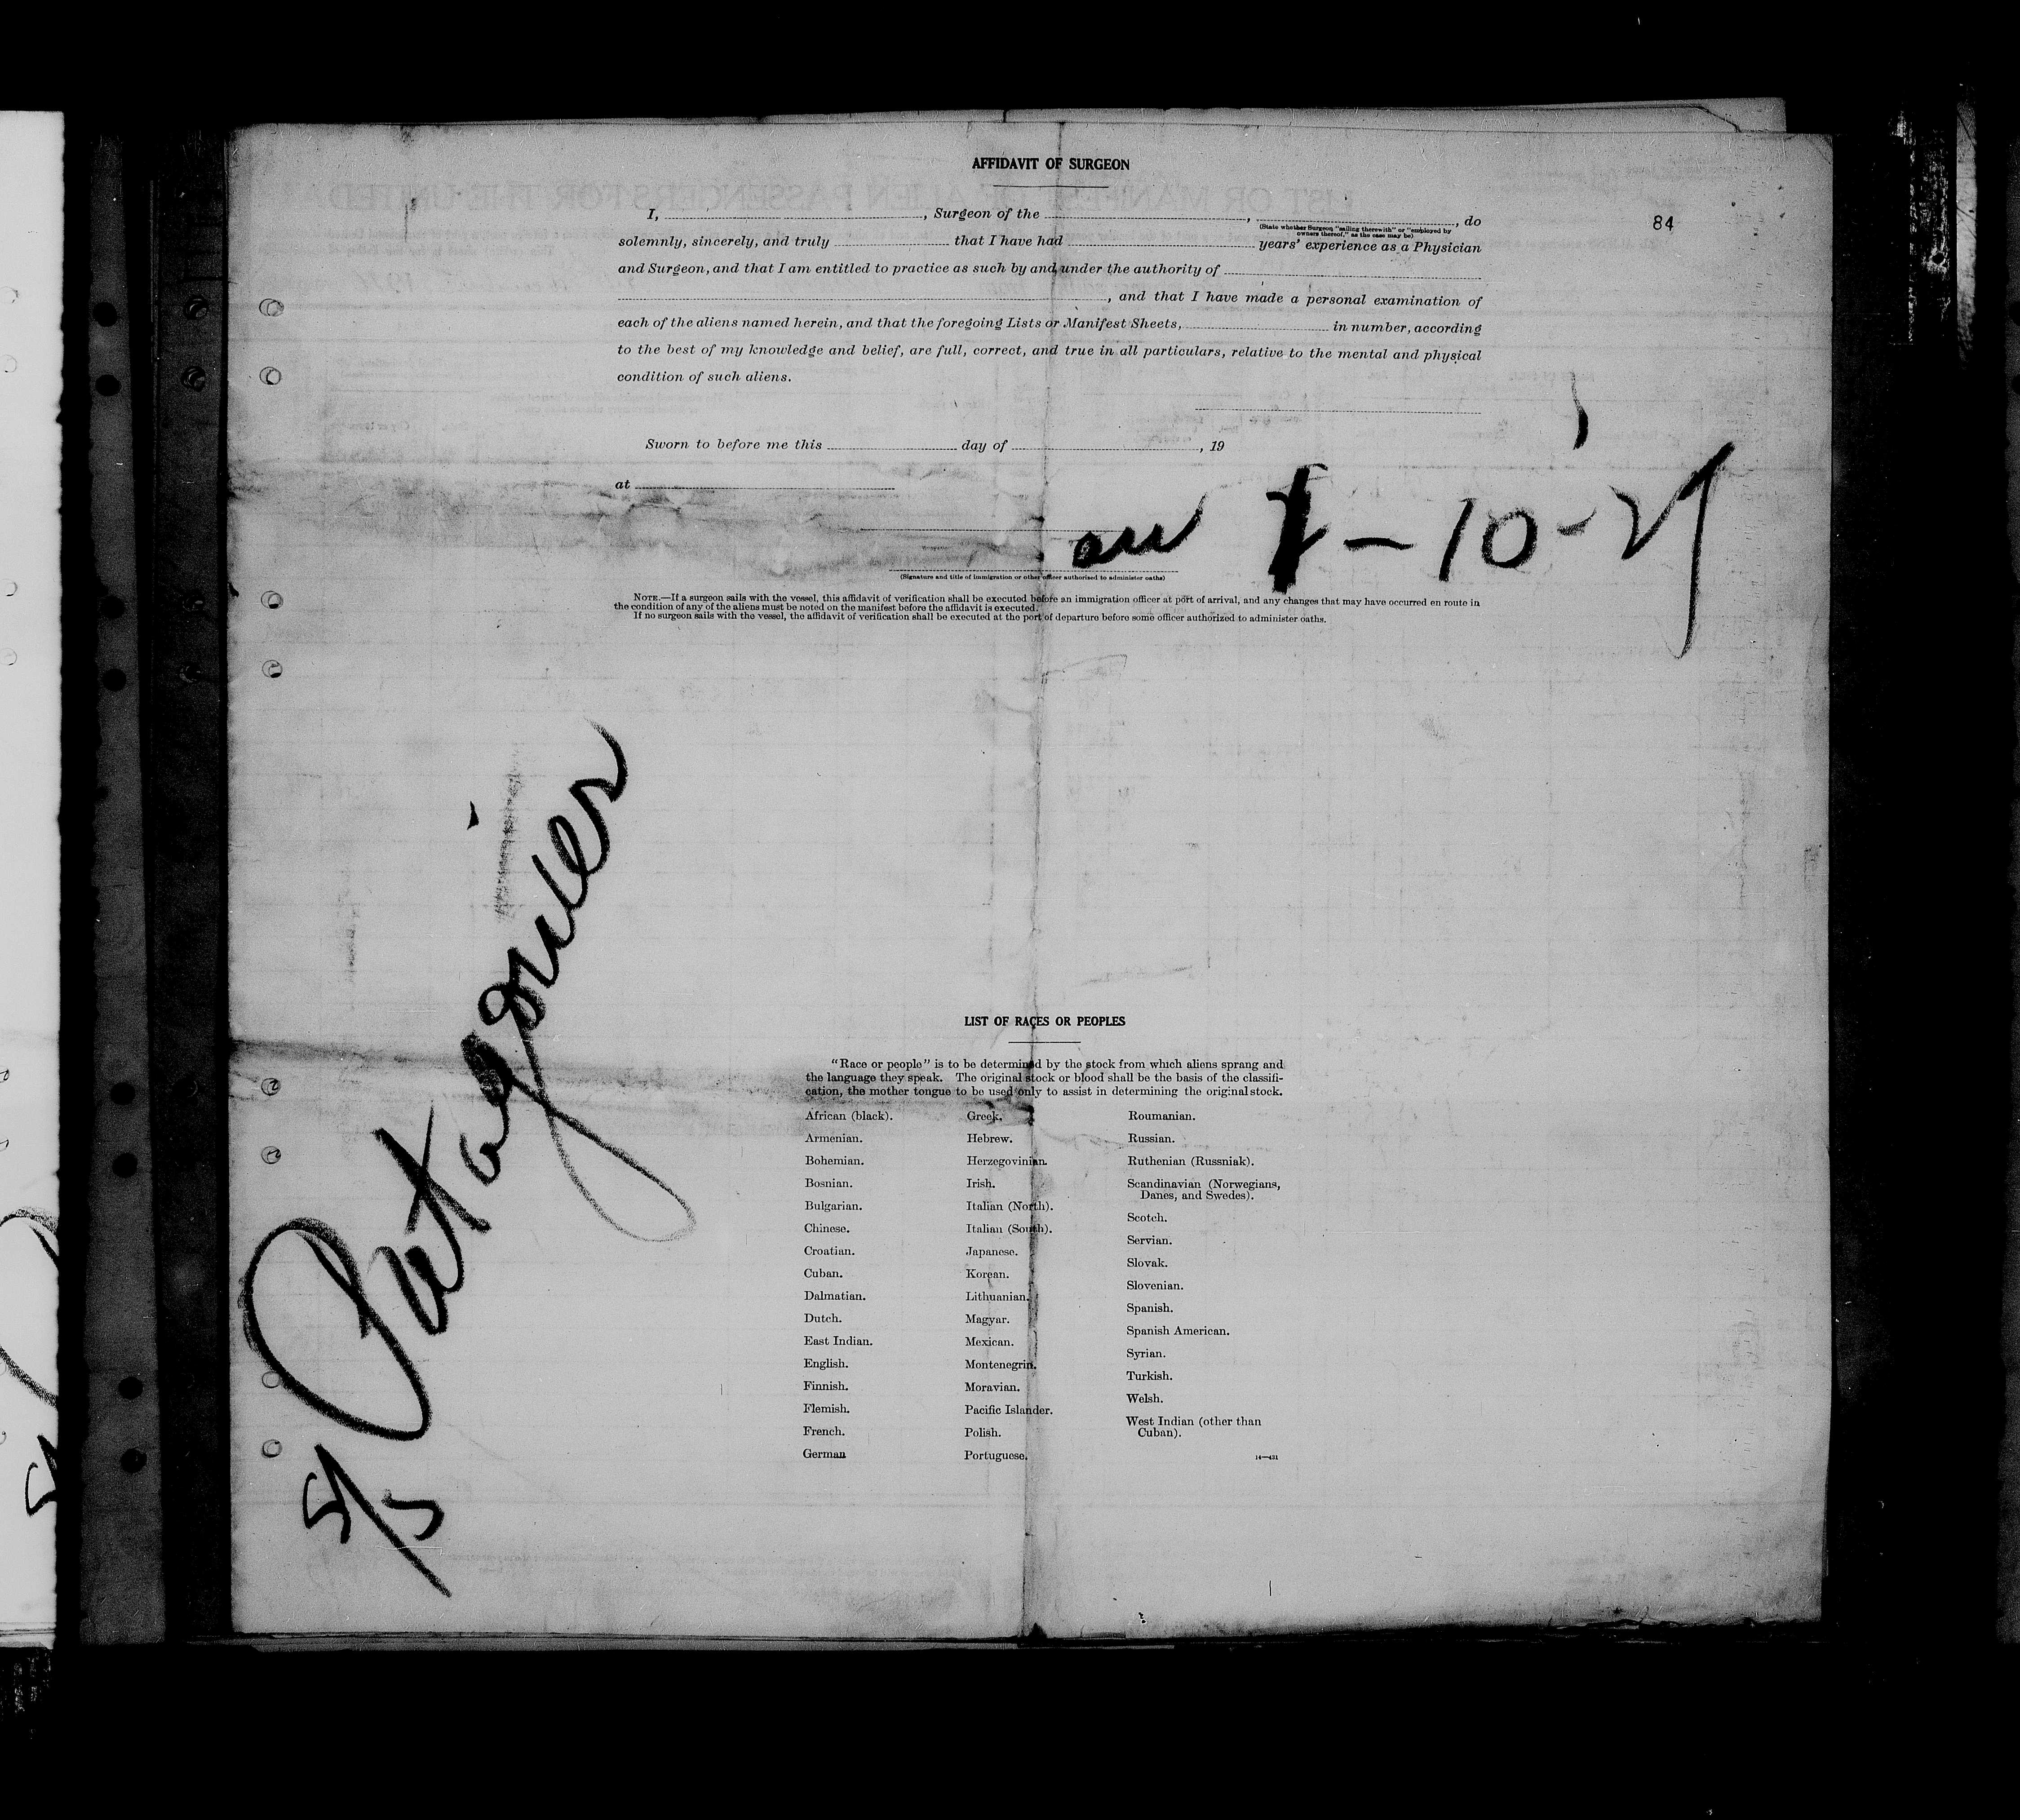 AFFIDAVIT OF SURGEON
84
I, , Surgeon of the , , do
(State whether Surgeon "sailing therewith" or "employed by
owners thereof," as the case may be)
solemnly, sincerely, and truly that I have had years' experience as a Physician
and Surgeon, and that I am entitled to practice as such by and under the authority of
, and that I have made a personal examination of
each of the aliens named herein, and that the foregoing Lists or Manifest Sheets, in number, according
to the best of my knowledge and belief, are full, correct, and true in all particulars, relative to the mental and physical
condition of such aliens.
Sworn to before me this day of , 19
at
arr - 10 - 29
(Signature and title of immigration or other officer authorized to administer oaths)
NOTE.—If a surgeon sails with the vessel, this affidavit of verification shall be executed before an immigration officer at port of arrival, and any changes that may have occurred en route in
the condition of any of the aliens must be noted on the manifest before the affidavit is executed.
If no surgeon sails with the vessel, the affidavit of verification shall be executed at the port of departure before some officer authorized to administer oaths.
S/S Patagonier
LIST OF RACES OR PEOPLES
"Race or people" is to be determined by the stock from which aliens sprang and
the language they speak. The original stock or blood shall be the basis of the classifi-
cation, the mother tongue to be used only to assist in determining the original stock.
African (black).
Armenian.
Bohemian.
Bosnian.
Bulgarian.
Chinese.
Croatian.
Cuban.
Dalmatian.
Dutch.
East Indian.
English.
Finnish.
Flemish.
French.
German
Greek.
Hebrew.
Herzegovinian.
Irish.
Italian (North).
Italian (South).
Japanese.
Korean.
Lithuanian.
Magyar.
Mexican.
Montenegrin.
Moravian.
Pacific Islander.
Polish.
Portuguese.
Roumanian.
Russian.
Ruthenian (Russniak).
Scandinavian (Norwegians,
Danes, and Swedes).
Scotch.
Servian.
Slovak.
Slovenian.
Spanish.
Spanish American.
Syrian.
Turkish.
Welsh.
West Indian (other than
Cuban).
14—431